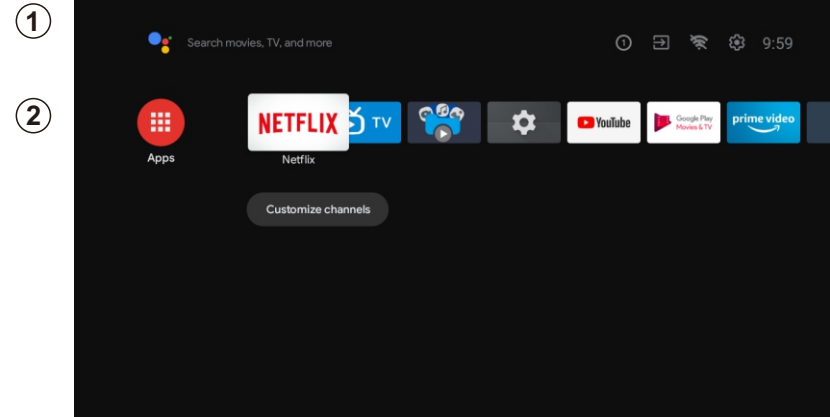 1
Search movies, TV, and more
1
9:59
2
NETFLIX
TV
YouTube
Google Play
Movies & TV
prime video
Apps
Netflix
Customize channels